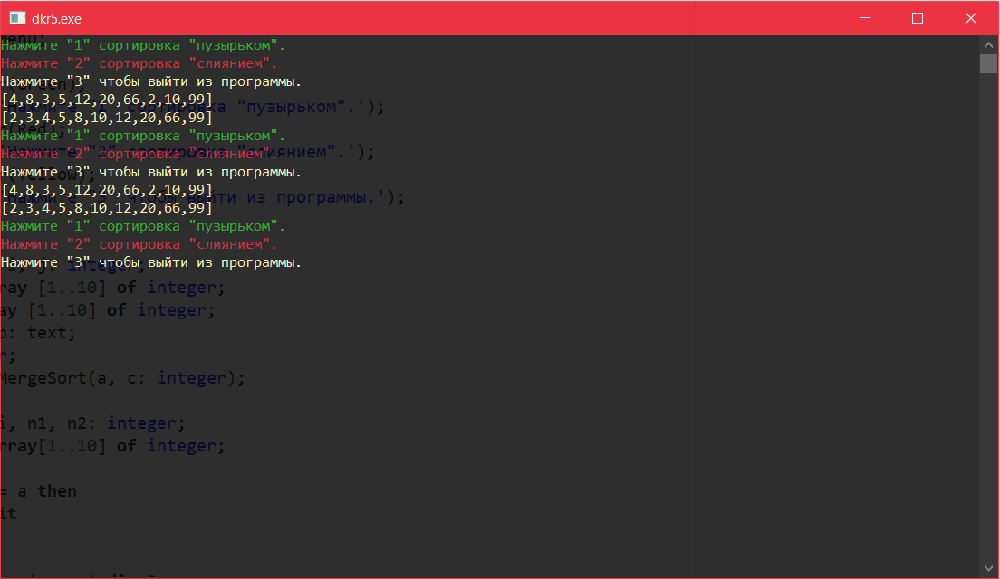 dkr5.exe
Нажмите "1" сортировка "пузырьком".
Нажмите "2" сортировка "слиянием".
Нажмите "3" чтобы выйти из программы.
[4,8,3,5,12,20,66,2,10,99]
[2,3,4,5,8,10,12,20,66,99]
Нажмите "1" сортировка "пузырьком".
Нажмите "2" сортировка "слиянием".
Нажмите "3" чтобы выйти из программы.
[4,8,3,5,12,20,66,2,10,99]
[2,3,4,5,8,10,12,20,66,99]
Нажмите "1" сортировка "пузырьком".
Нажмите "2" сортировка "слиянием".
Нажмите "3" чтобы выйти из программы.
[1..10] of integer;
[1..10] of integer;
: text;
MergeSort(a, c: integer);
i, n1, n2: integer;
rray[1..10] of integer;
= a then
it